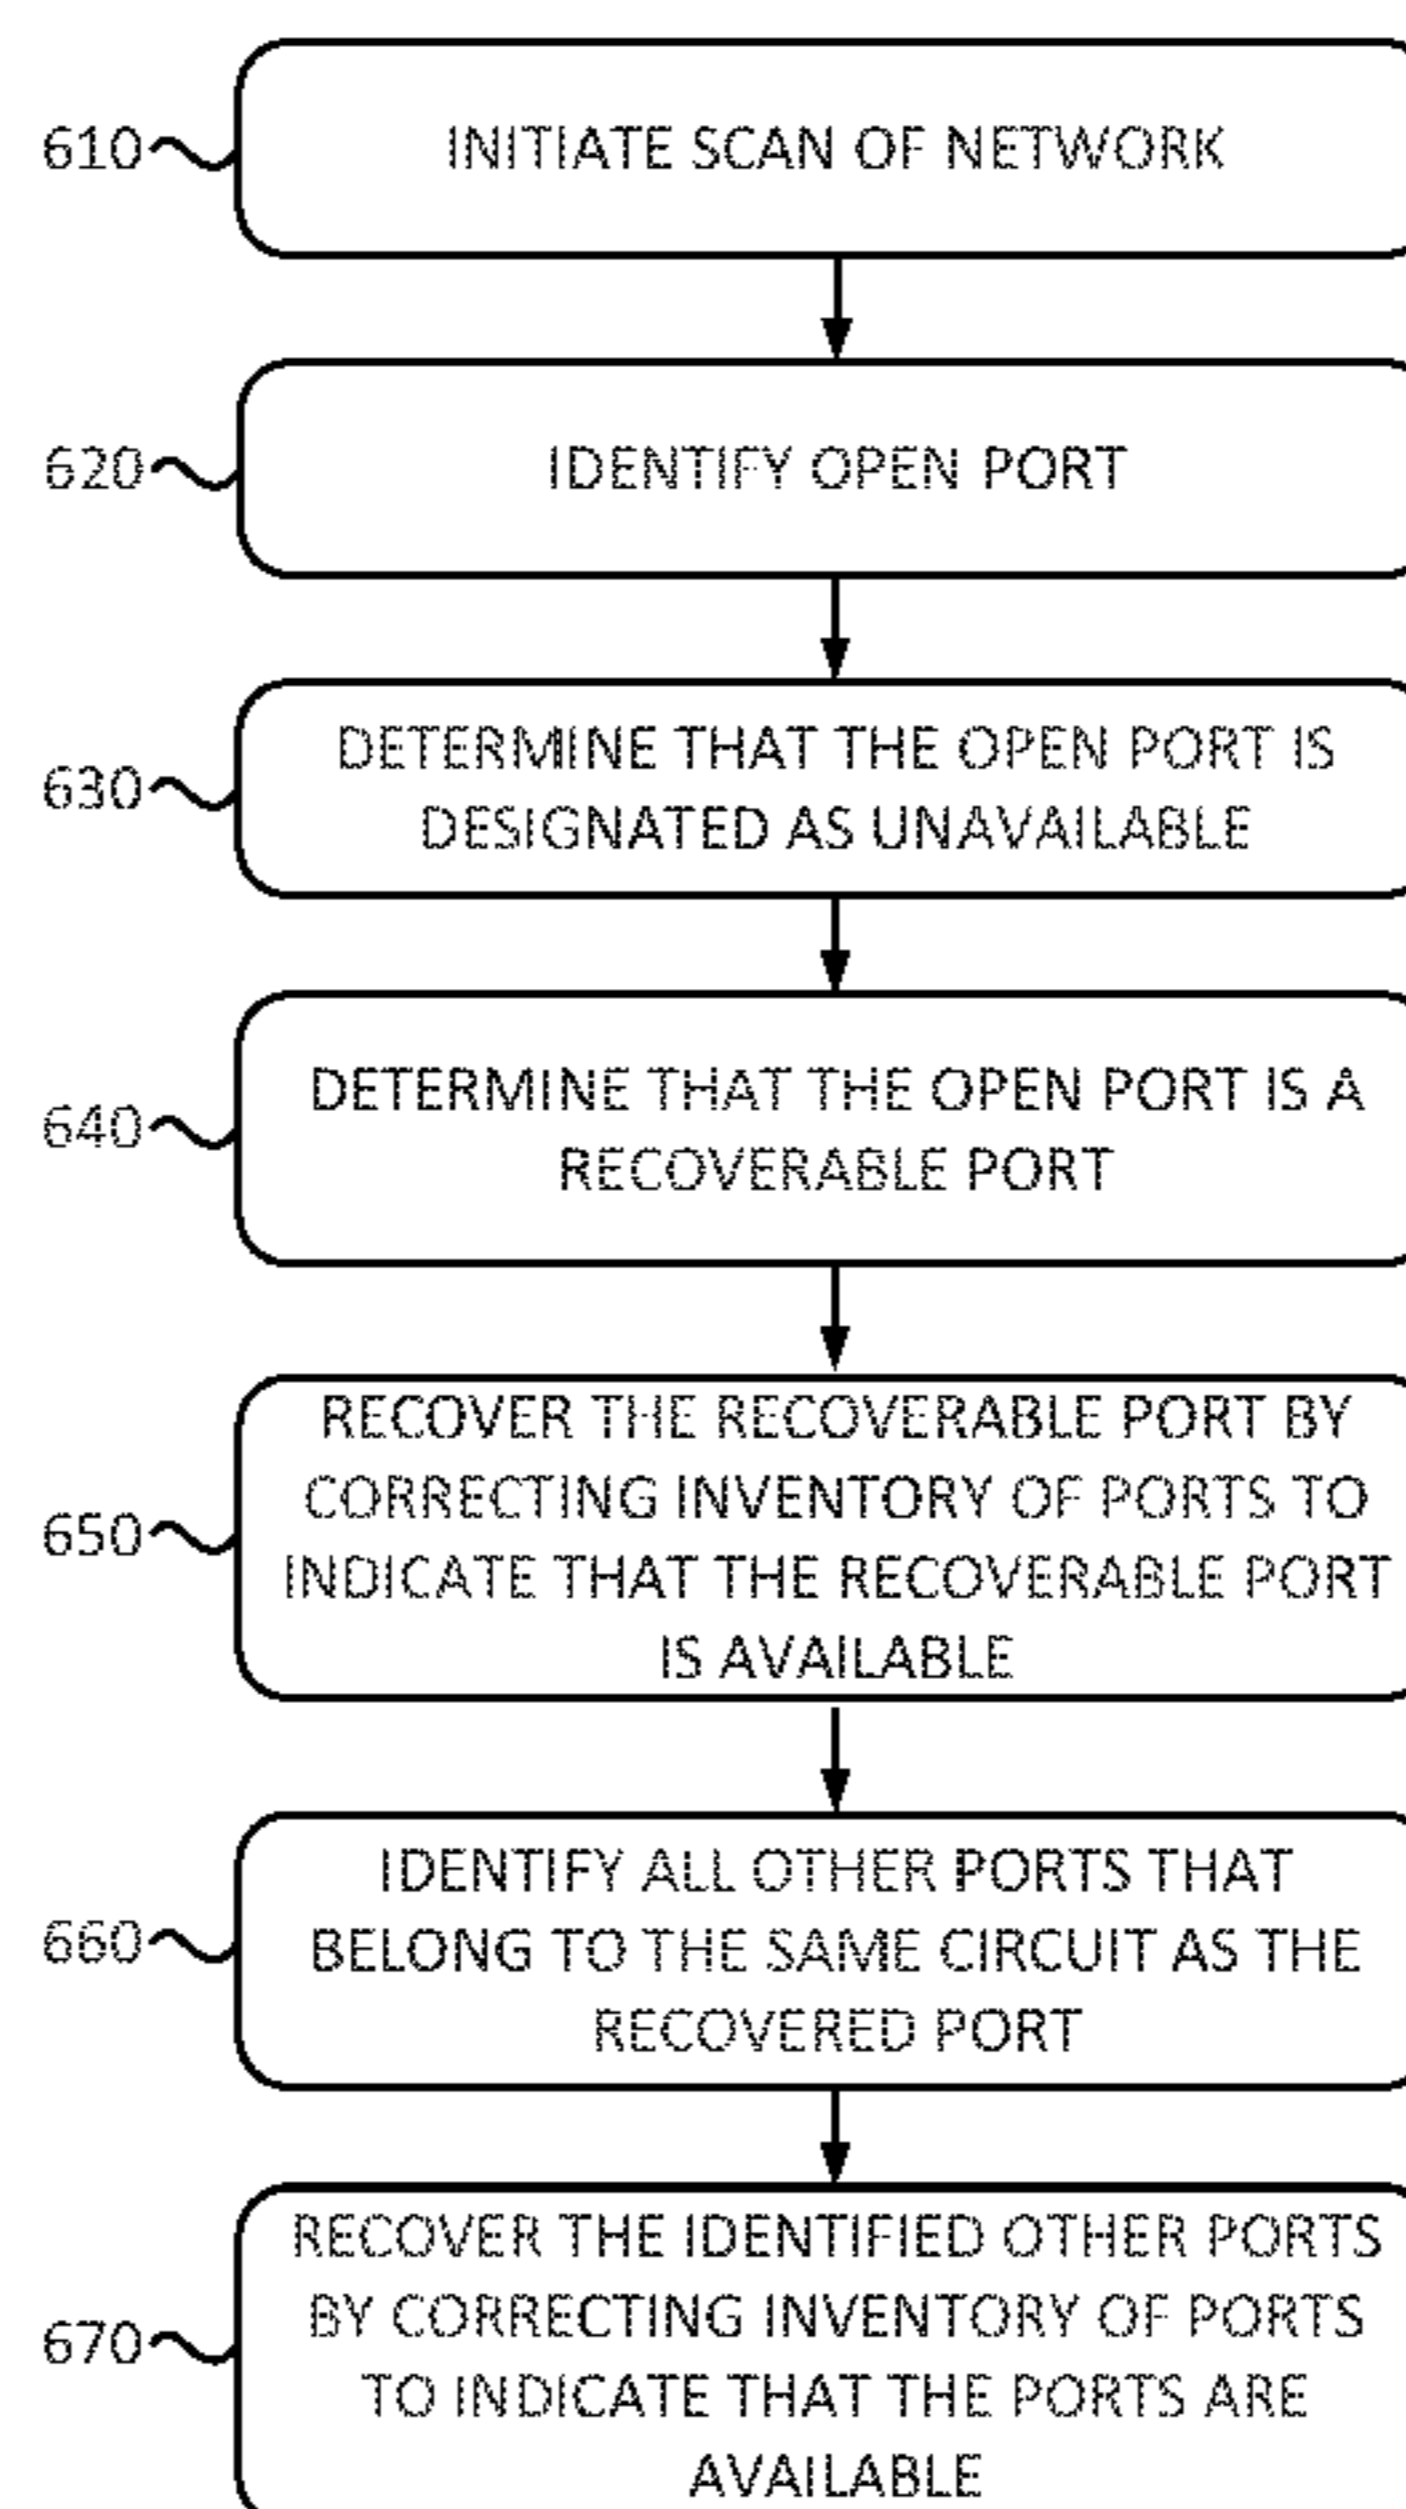 610
INITIATE SCAN OF NETWORK
620
IDENTIFY OPEN PORT
630
DETERMINE THAT THE OPEN PORT IS
DESIGNATED AS UNAVAILABLE
640
DETERMINE THAT THE OPEN PORT IS A
RECOVERABLE PORT
650
RECOVER THE RECOVERABLE PORT BY
CORRECTING INVENTORY OF PORTS TO
INDICATE THAT THE RECOVERABLE PORT
IS AVAILABLE
660
IDENTIFY ALL OTHER PORTS THAT
BELONG TO THE SAME CIRCUIT AS THE
RECOVERED PORT
670
RECOVER THE IDENTIFIED OTHER PORTS
BY CORRECTING INVENTORY OF PORTS
TO INDICATE THAT THE PORTS ARE
AVAILABLE